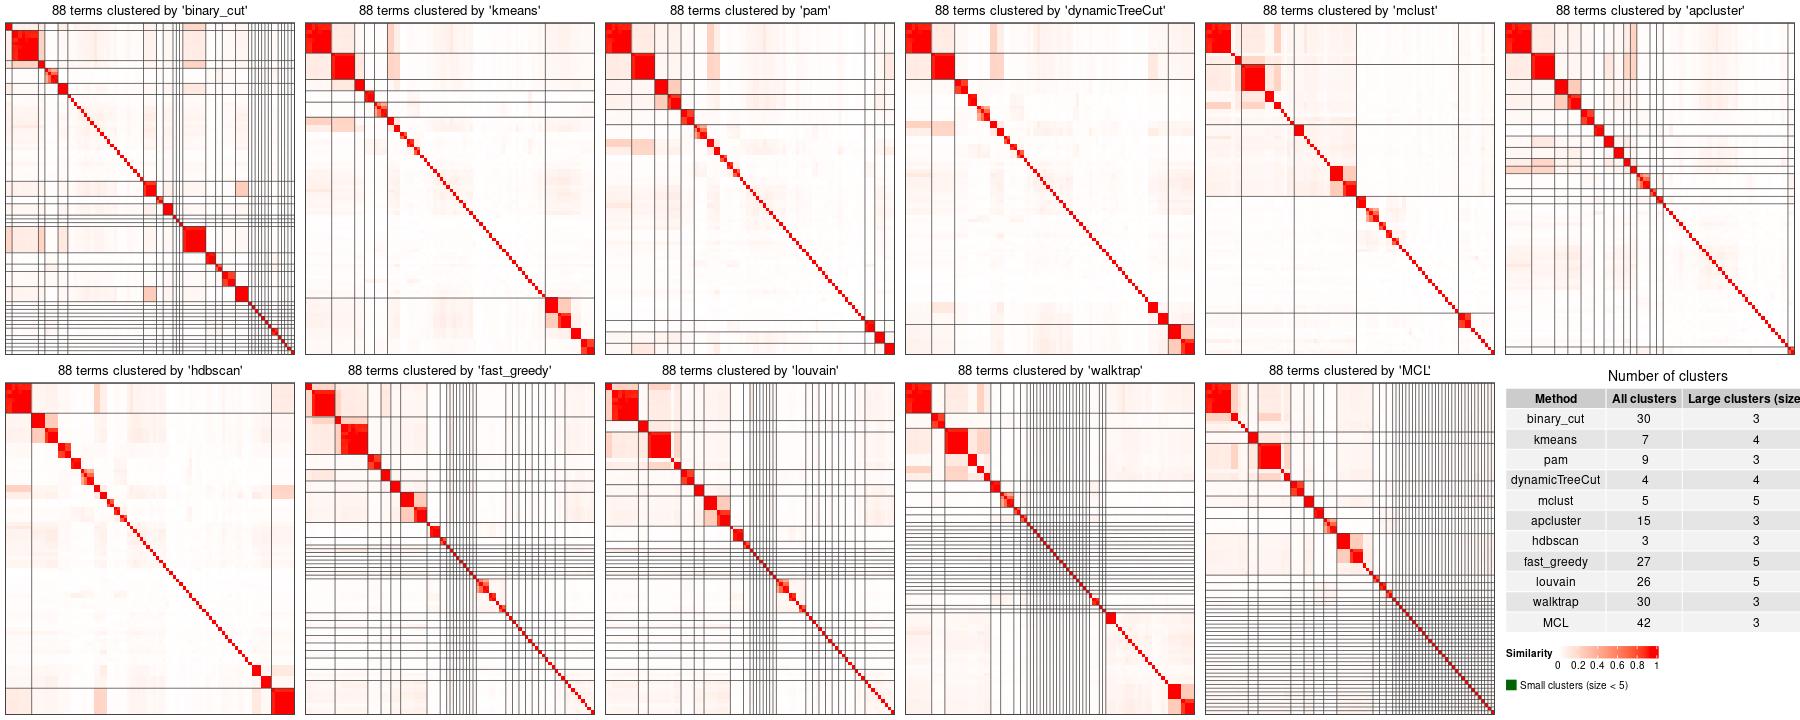 88 terms clustered by 'binary_cut'
88 terms clustered by 'kmeans'
88 terms clustered by 'pam'
88 terms clustered by 'dynamicTreeCut'
88 terms clustered by 'mclust'
88 terms clustered by 'apcluster'
88 terms clustered by 'hdbscan'
88 terms clustered by 'fast_greedy'
88 terms clustered by 'louvain'
88 terms clustered by 'walktrap'
88 terms clustered by 'MCL'
Number of clusters
Method All clusters Large clusters (size
binary_cut 30 3
kmeans 7 4
pam 9 3
dynamicTreeCut 4 4
mclust 5 5
apcluster 15 3
hdbscan 3 3
fast_greedy 27 5
louvain 26 5
walktrap 30 3
MCL 42 3
Similarity
0 0.2 0.4 0.6 0.8 1
Small clusters (size < 5)